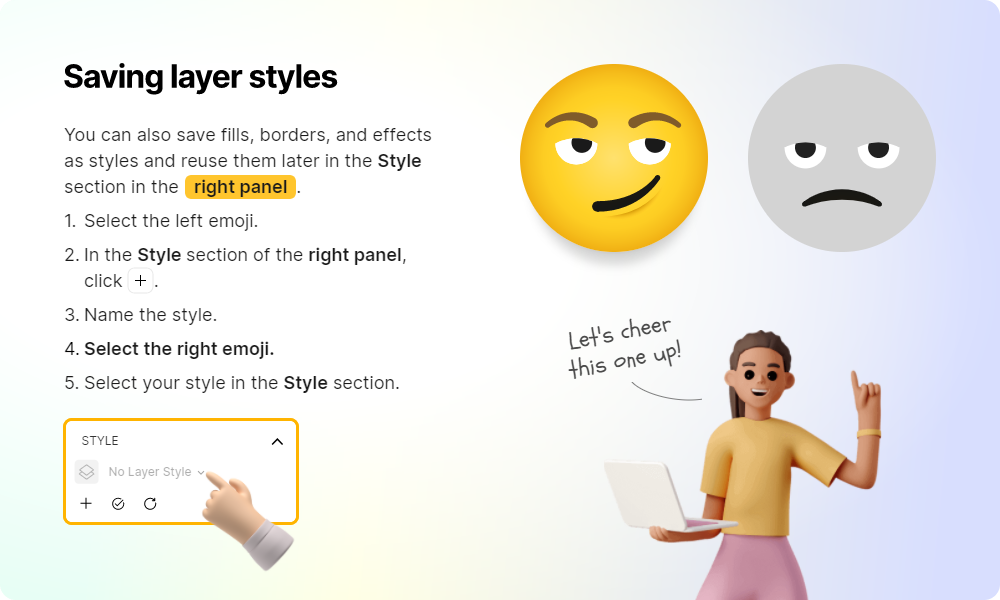 Saving layer styles
You can also save fills, borders, and effects
as styles and reuse them later in the Style
section in the right panel.
1. Select the left emoji.
2. In the Style section of the right panel,
click +.
3. Name the style.
4. Select the right emoji.
5. Select your style in the Style section.
STYLE
No Layer Style
Let's cheer
this one up!